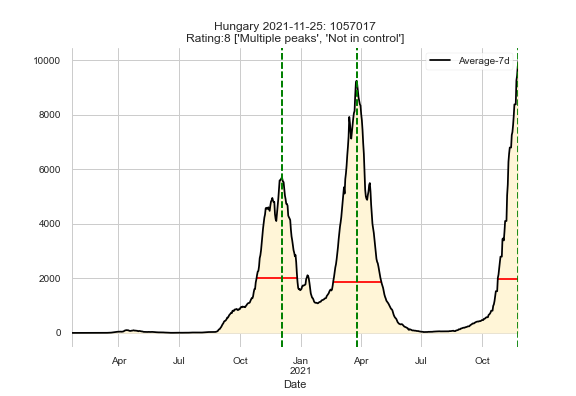 Hungary 2021-11-25: 1057017
Rating:8 ['Multiple peaks', 'Not in control']
Average-7d
10000
8000
6000
4000
2000
0
Apr
Jul
Oct
Jan
2021
Apr
Jul
Oct
Date